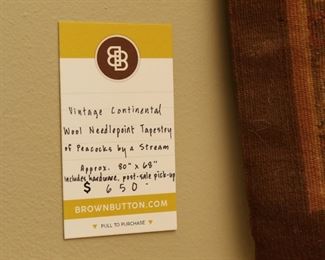 BB
Vintage Continental
Wool Needlepoint Tapestry
of Peacocks by a Stream
Approx. 80" x 68"
includes hardware, post-sale pick-up
$ 650-
BROWNBUTTON.COM
PULL TO PURCHASE